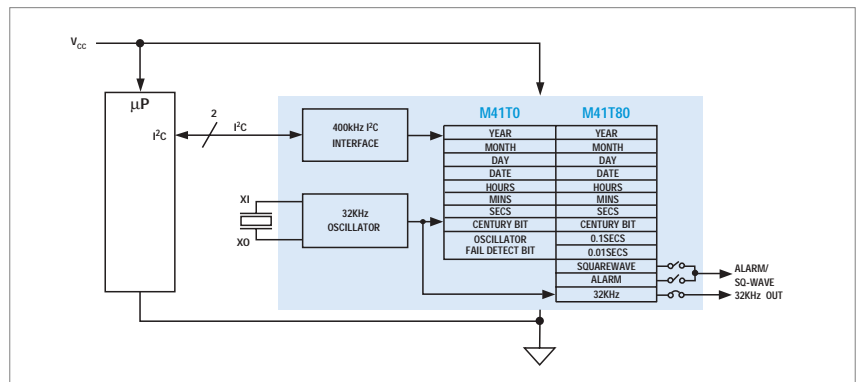 VCC
μP
I²C
2
I²C
400kHz I²C
INTERFACE
XI
XO
32KHz
OSCILLATOR
M41T0
YEAR
MONTH
DAY
DATE
HOURS
MINS
SECS
CENTURY BIT
OSCILLATOR
FAIL DETECT BIT
M41T80
YEAR
MONTH
DAY
DATE
HOURS
MINS
SECS
CENTURY BIT
0.1SECS
0.01SECS
SQUAREWAVE
ALARM
32KHz
ALARM/
SQ-WAVE
32KHz OUT